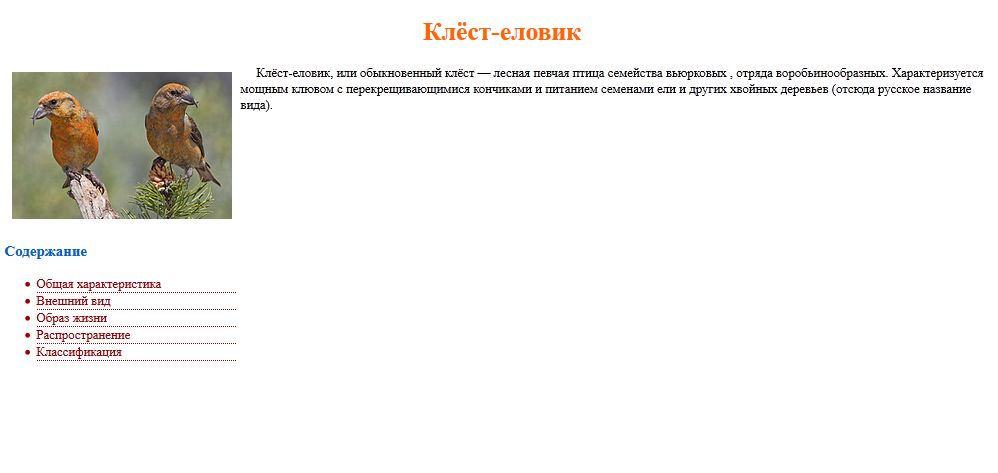 Клёст-еловик
Клёст-еловик, или обыкновенный клёст — лесная певчая птица семейства вьюрковых , отряда воробьинообразных. Характеризуется
мощным клювом с перекрещивающимися кончиками и питанием семенами ели и других хвойных деревьев (отсюда русское название
вида).
Содержание
Общая характеристика
Внешний вид
Образ жизни
Распространение
Классификация